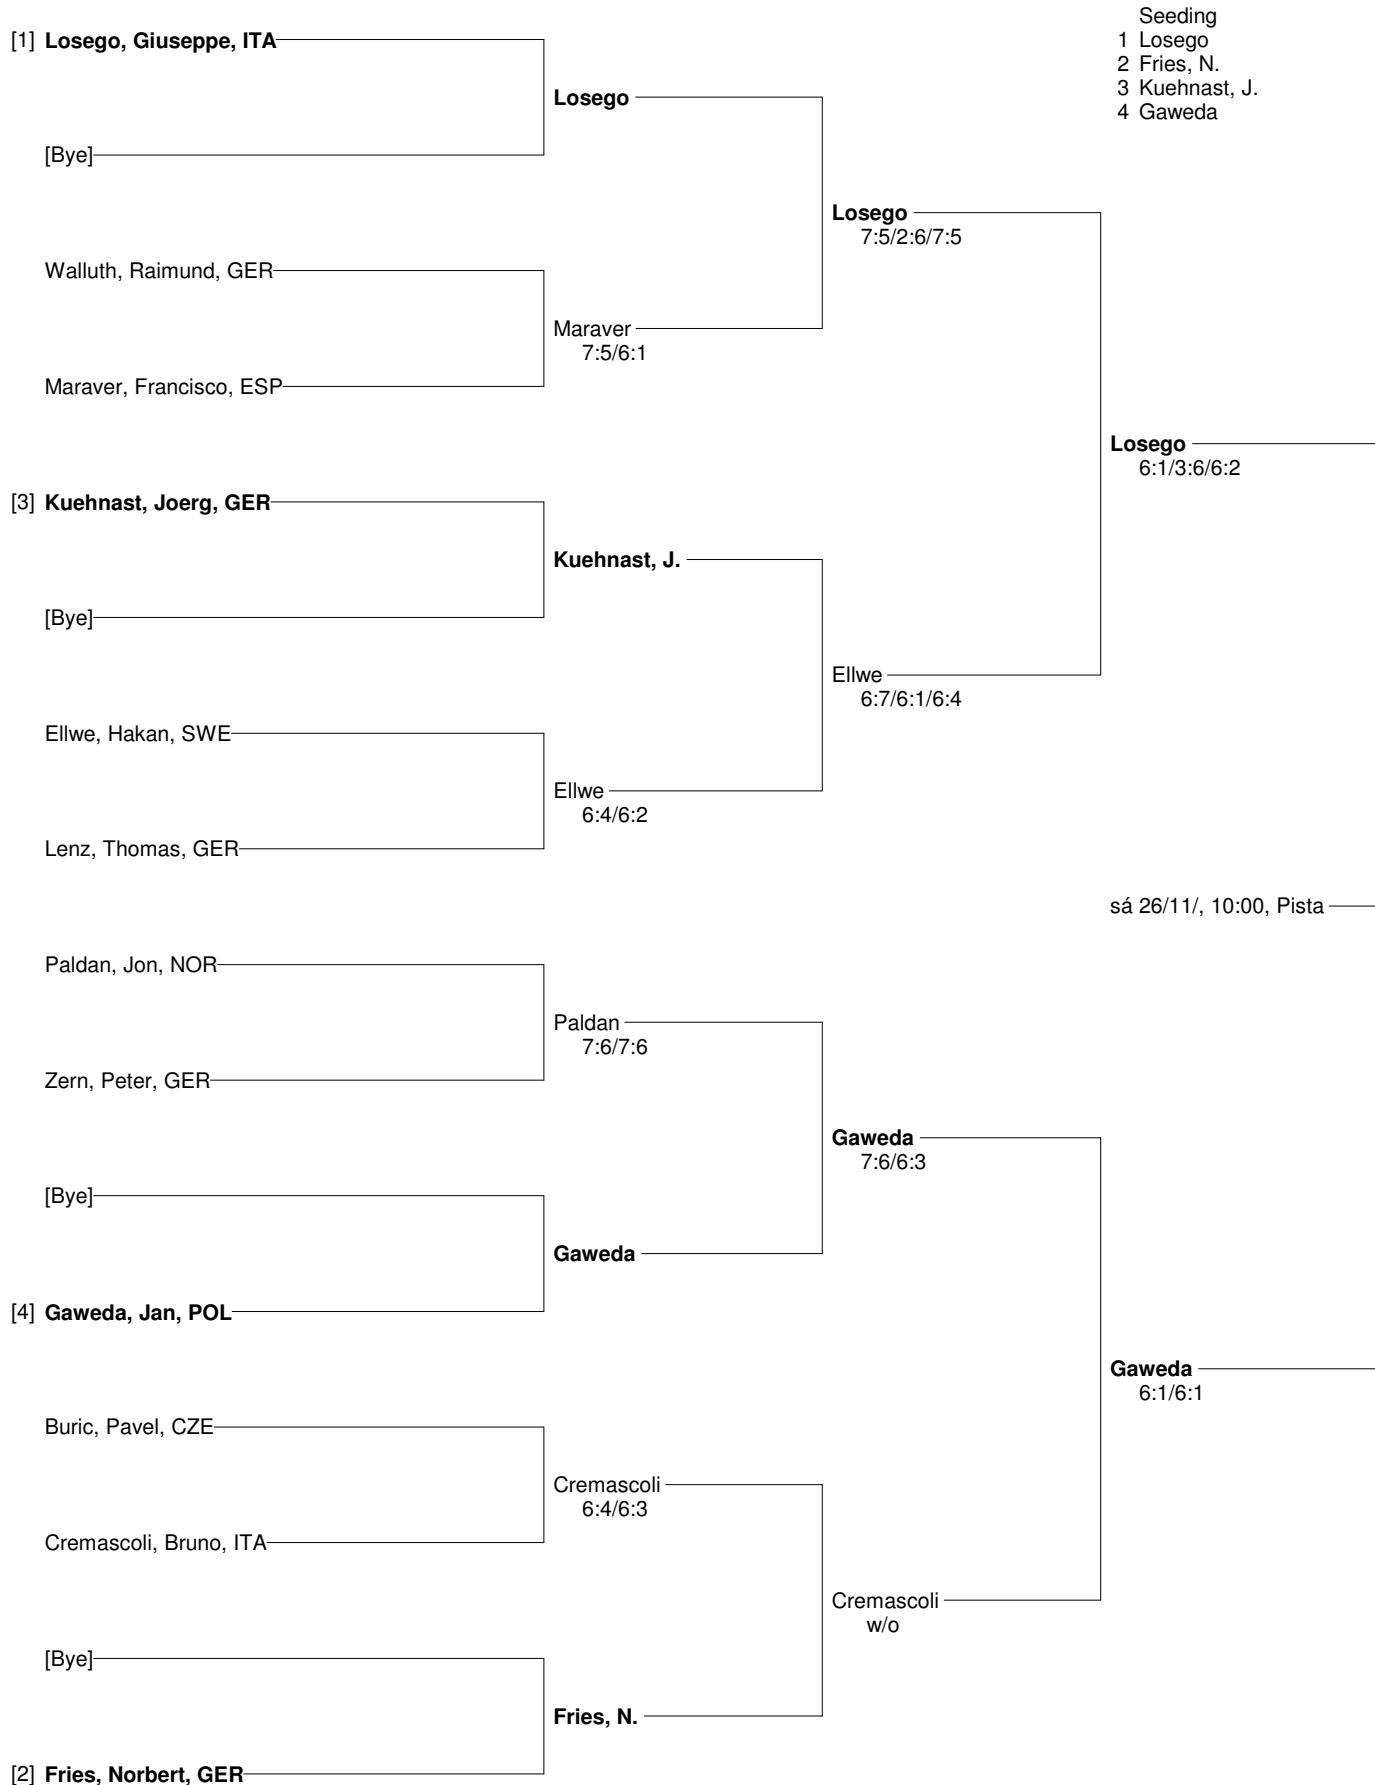 Seeding
1 Losego
2 Fries, N.
3 Kuehnast, J.
4 Gaweda
[1] Losego, Giuseppe, ITA
Losego
[Bye]
Losego
7:5/2:6/7:5
Walluth, Raimund, GER
Maraver
7:5/6:1
Maraver, Francisco, ESP
Losego
6:1/3:6/6:2
[3] Kuehnast, Joerg, GER
Kuehnast, J.
[Bye]
Ellwe
6:7/6:1/6:4
Ellwe, Hakan, SWE
Ellwe
6:4/6:2
Lenz, Thomas, GER
sá 26/11/, 10:00, Pista
Paldan, Jon, NOR
Paldan
7:6/7:6
Zern, Peter, GER
Gaweda
7:6/6:3
[Bye]
Gaweda
[4] Gaweda, Jan, POL
Gaweda
6:1/6:1
Buric, Pavel, CZE
Cremascoli
6:4/6:3
Cremascoli, Bruno, ITA
Cremascoli
w/o
[Bye]
Fries, N.
[2] Fries, Norbert, GER